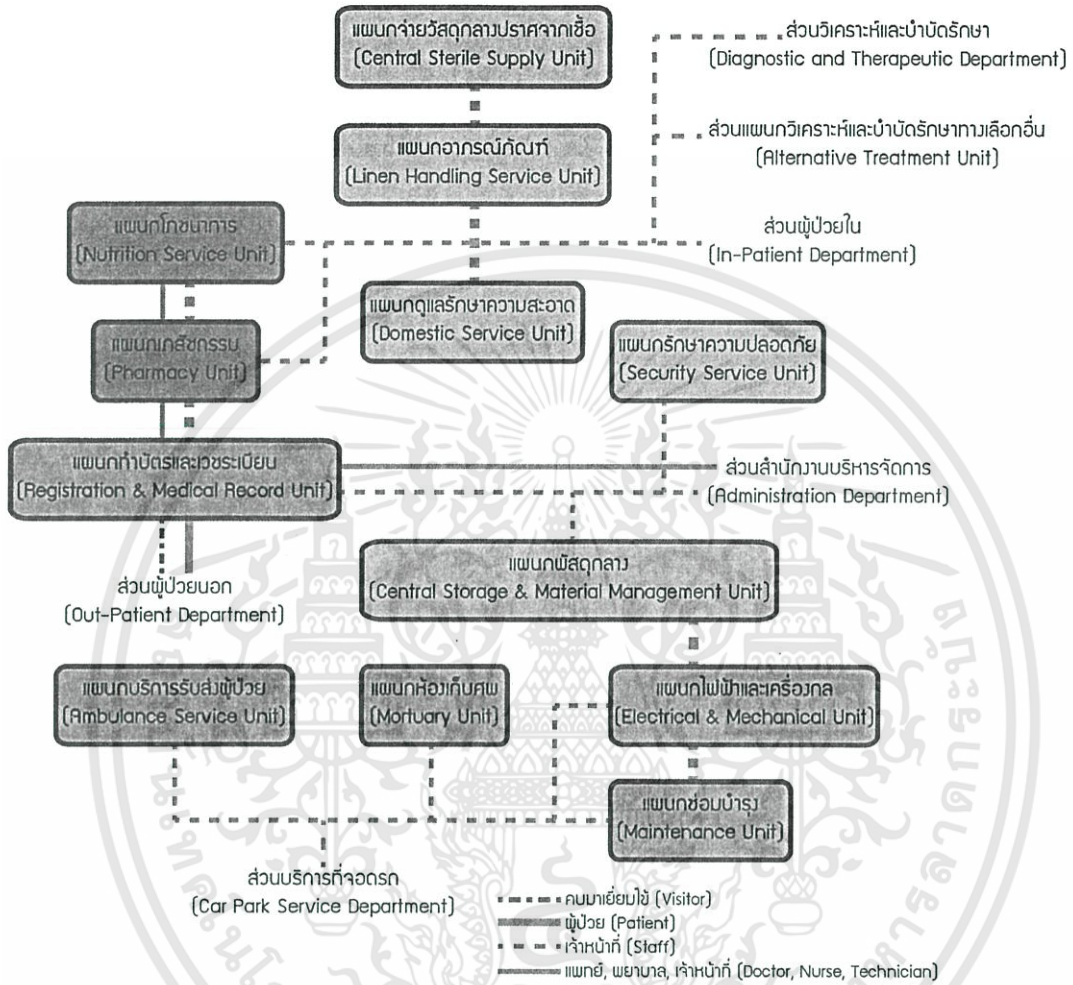 แผนกจ่ายวัสดุกลางปราศจากเชื้อ
(Central Sterile Supply Unit)
ส่วนวิเคราะห์และบำบัดรักษา
(Diagnostic and Therapeutic Department)
แผนกอาภรณ์ภัณฑ์
(Linen Handling Service Unit)
ส่วนแผนกวิเคราะห์และบำบัดรักษาทางเลือกอื่น
(Alternative Treatment Unit)
แผนกโภชนาการ
(Nutrition Service Unit)
ส่วนผู้ป่วยใน
(In-Patient Department)
แผนกดูแลรักษาความสะอาด
(Domestic Service Unit)
แผนกเภสัชกรรม
(Pharmacy Unit)
แผนกรักษาความปลอดภัย
(Security Service Unit)
แผนกทำบัตรและเวชระเบียน
(Registration & Medical Record Unit)
ส่วนสำนักงานบริหารจัดการ
(Administration Department)
แผนกพัสดุกลาง
(Central Storage & Material Management Unit)
ส่วนผู้ป่วยนอก
(Out-Patient Department)
แผนกบริการรับส่งผู้ป่วย
(Ambulance Service Unit)
แผนกห้องเก็บศพ
(Mortuary Unit)
แผนกไฟฟ้าและเครื่องกล
(Electrical & Mechanical Unit)
แผนกซ่อมบำรุง
(Maintenance Unit)
ส่วนบริการที่จอดรถ
(Car Park Service Department)
คนมาเยี่ยมไข้ (Visitor)
ผู้ป่วย (Patient)
เจ้าหน้าที่ (Staff)
แพทย์, พยาบาล, เจ้าหน้าที่ (Doctor, Nurse, Technician)